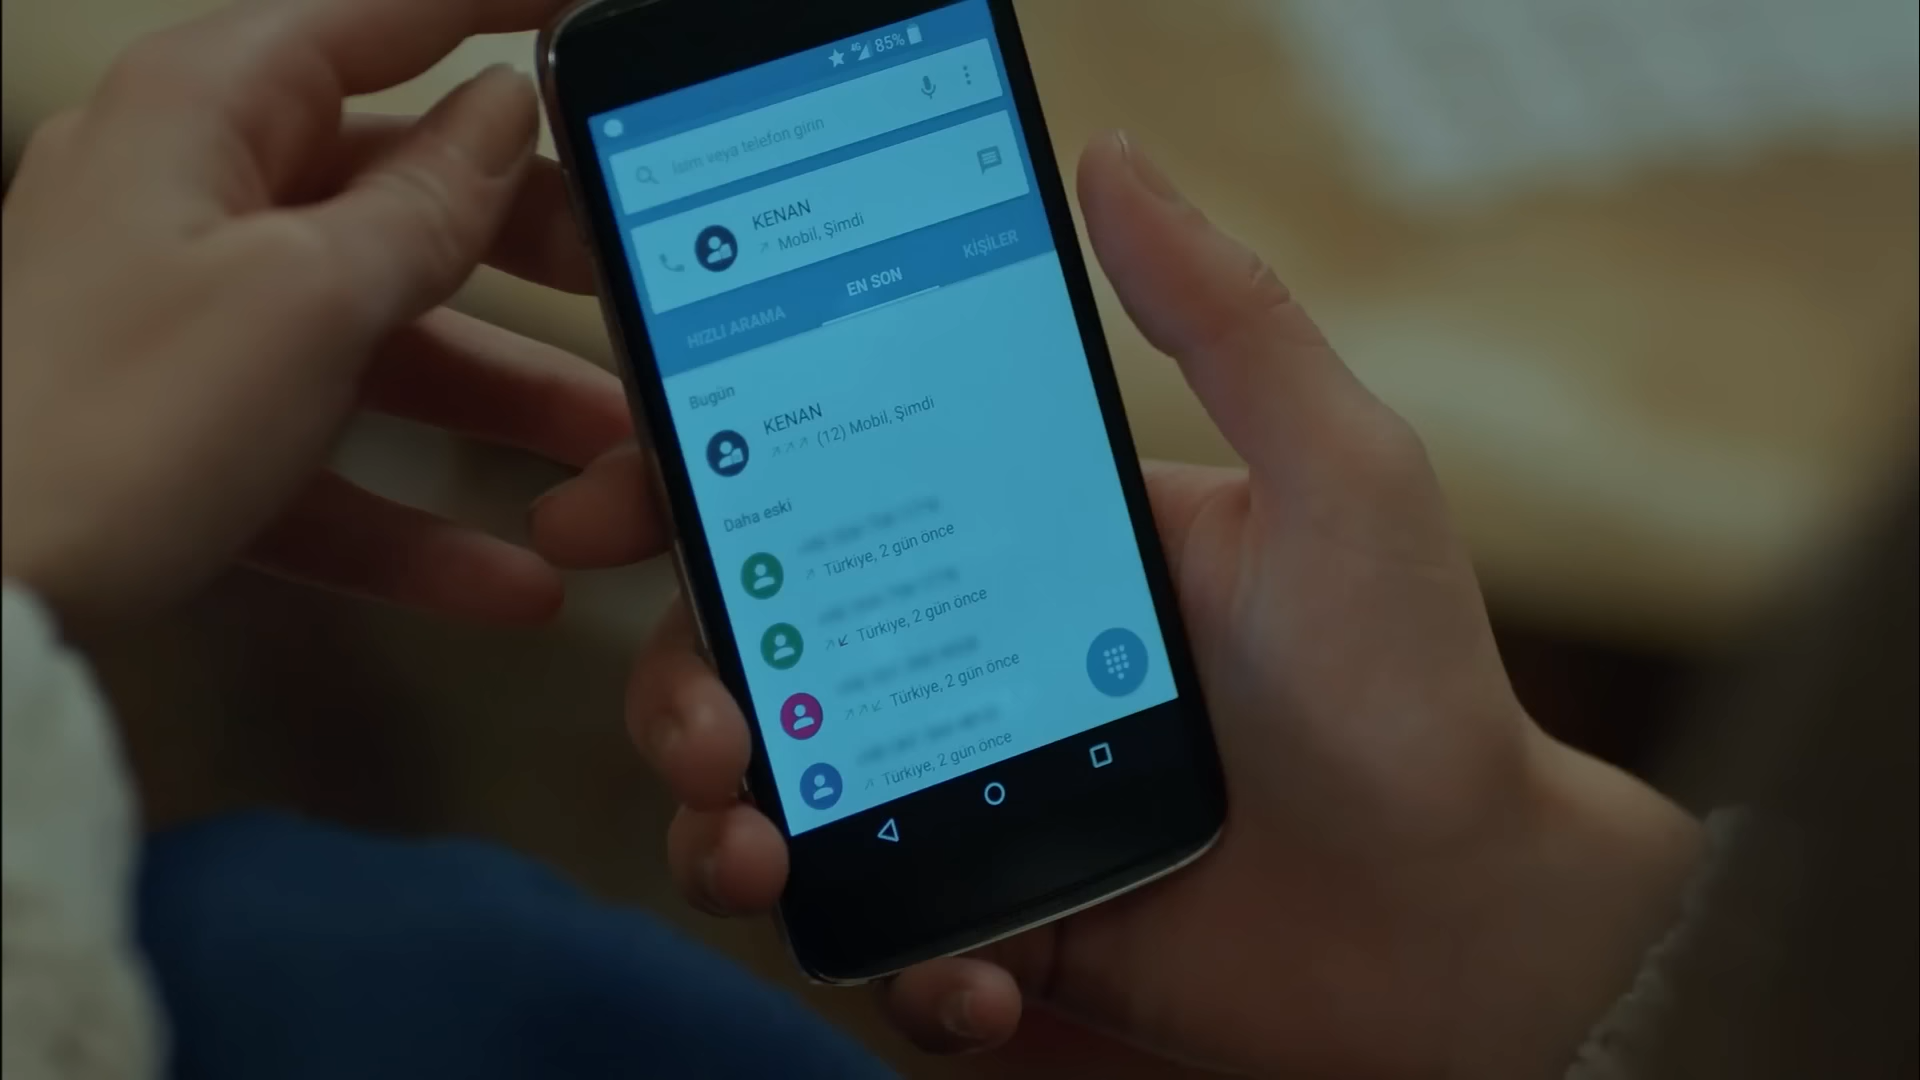 4G 85%
İsim veya telefon girin
KENAN
Mobil, Şimdi
HIZLI ARAMA EN SON KİŞİLER
Bugün
KENAN
(12) Mobil, Şimdi
Daha eski
Türkiye, 2 gün önce
Türkiye, 2 gün önce
Türkiye, 2 gün önce
Türkiye, 2 gün önce